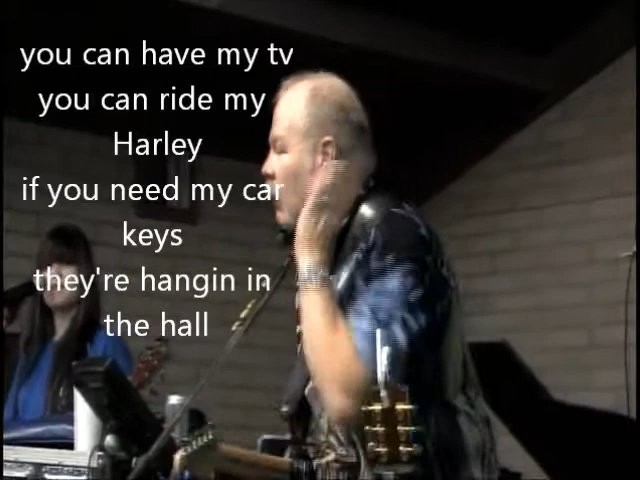 you can have my tv
you can ride my
Harley
if you need my car
keys
they're hangin in
the hall